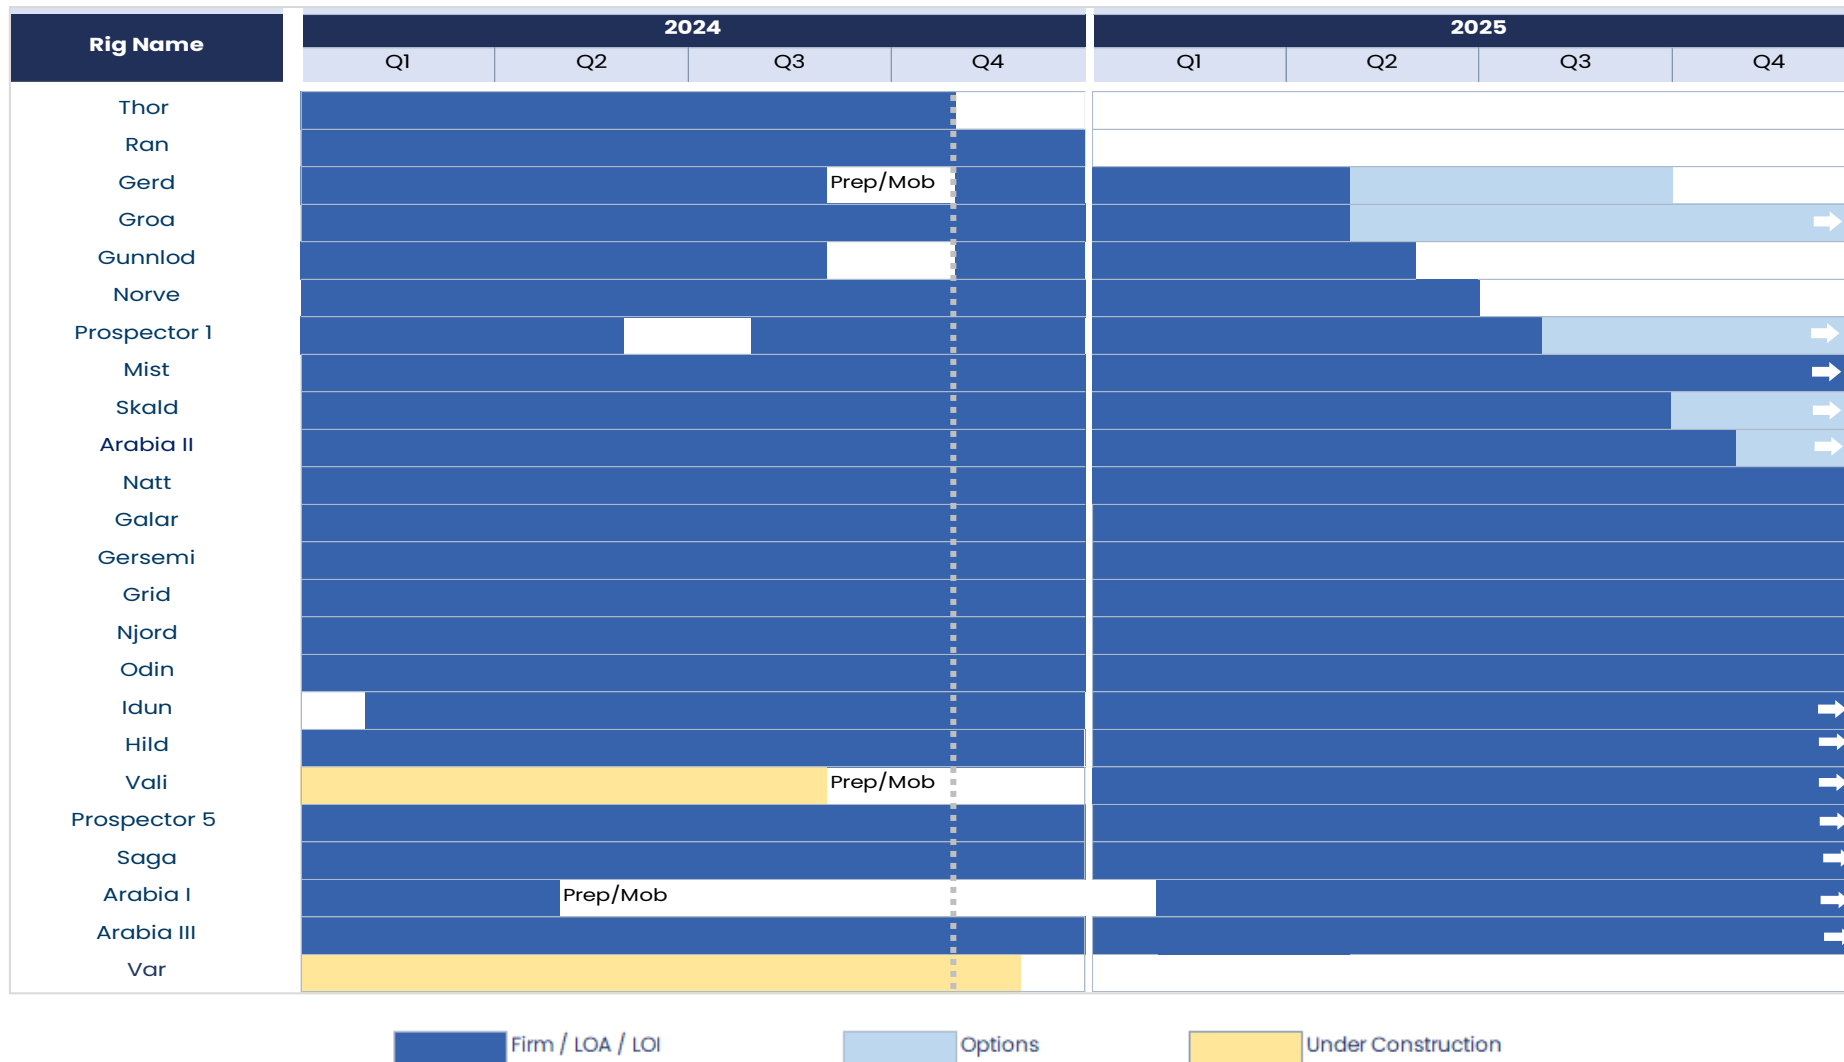 Rig Name
2024
2025
Q1 Q2 Q3 Q4 Q1 Q2 Q3 Q4
Thor
Ran
Gerd Prep/Mob
Groa
Gunnlod
Norve
Prospector 1
Mist
Skald
Arabia II
Natt
Galar
Gersemi
Grid
Njord
Odin
Idun
Hild
Vali Prep/Mob
Prospector 5
Saga
Arabia I Prep/Mob
Arabia III
Var
Firm / LOA / LOI Options Under Construction